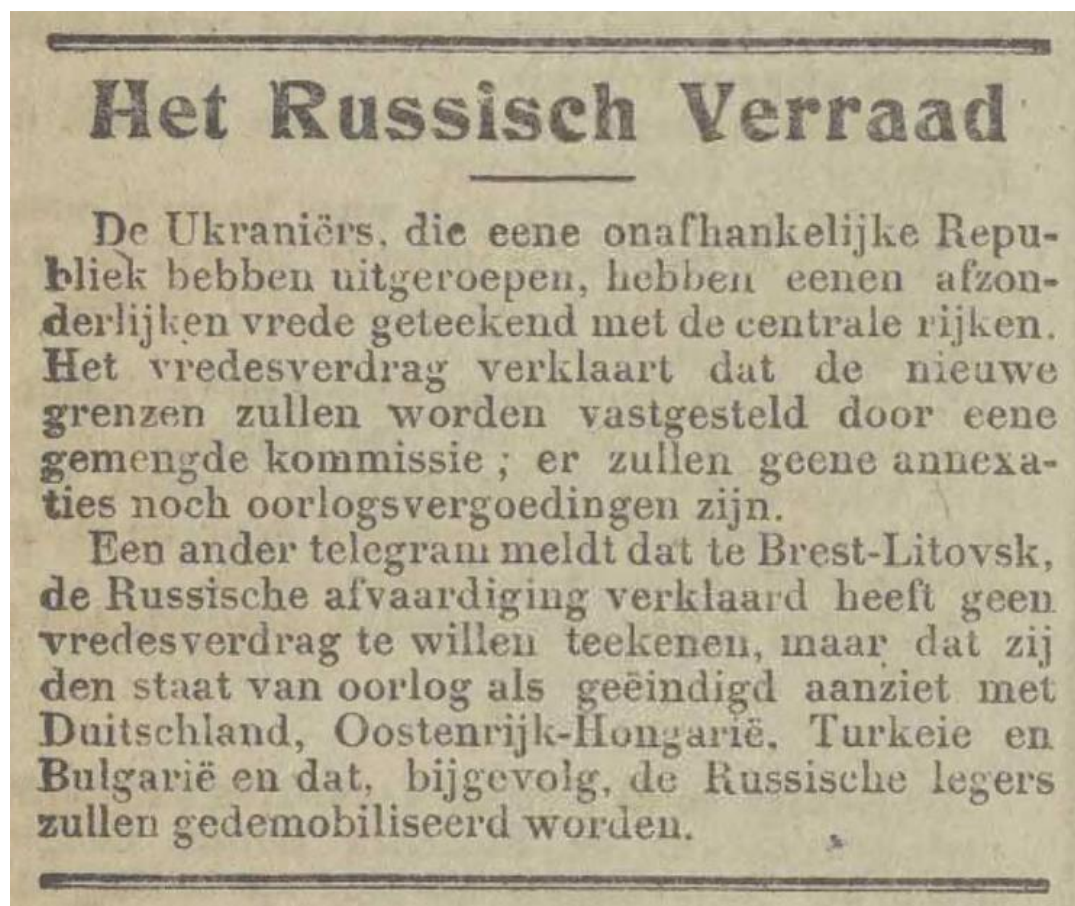 Het Russisch Verraad
De Ukraniërs, die eene onafhankelijke Repu-
bliek bebben uitgeroepen, hebben eenen afzon-
derlijken vrede geteekend met de centrale rijken.
Het vredesverdrag verklaart dat de nieuwe
grenzen zullen worden vastgesteld door eene
gemengde kommissie ; er zullen geene annexa-
ties noch oorlogsvergoedingen zijn.
Een ander telegram meldt dat te Brest-Litovsk,
de Russische afvaardiging verklaard heeft geen
vredesverdrag te willen teekenen, maar dat zij
den staat van oorlog als geëindigd aanziet met
Duitschland, Oostenrijk-Hongarië, Turkeie en
Bulgarië en dat, bijgevolg, de Russische legers
zullen gedemobiliseerd worden.